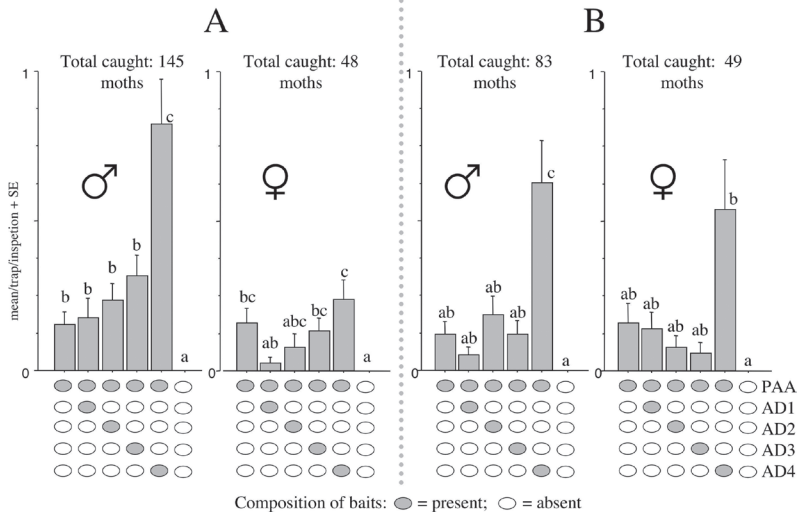 A
B
Total caught: 145
moths
Total caught: 48
moths
Total caught: 83
moths
Total caught: 49
moths
1
1
1
1
mean/trap/inspetion + SE
b
b
b
b
c
a
bc
ab
abc
bc
c
a
ab
ab
ab
ab
c
a
ab
ab
ab
ab
b
a
0
0
0
0
PAA
AD1
AD2
AD3
AD4
Composition of baits: = present; = absent